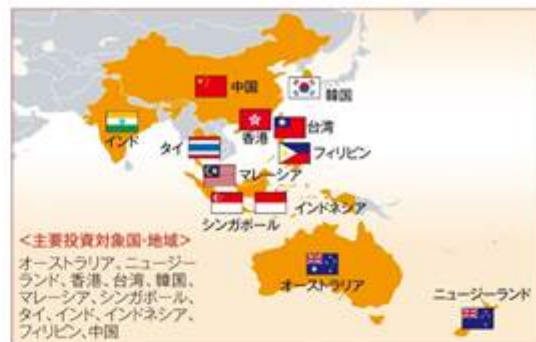 中国
韓国
インド
香港
台湾
タイ
フィリピン
マレーシア
シンガポール
インドネシア
<主要投資対象国・地域>
オーストラリア、ニュージー
ランド、香港、台湾、韓国、
マレーシア、シンガポール、
タイ、インド、インドネシア、
フィリピン、中国
オーストラリア
ニュージーランド